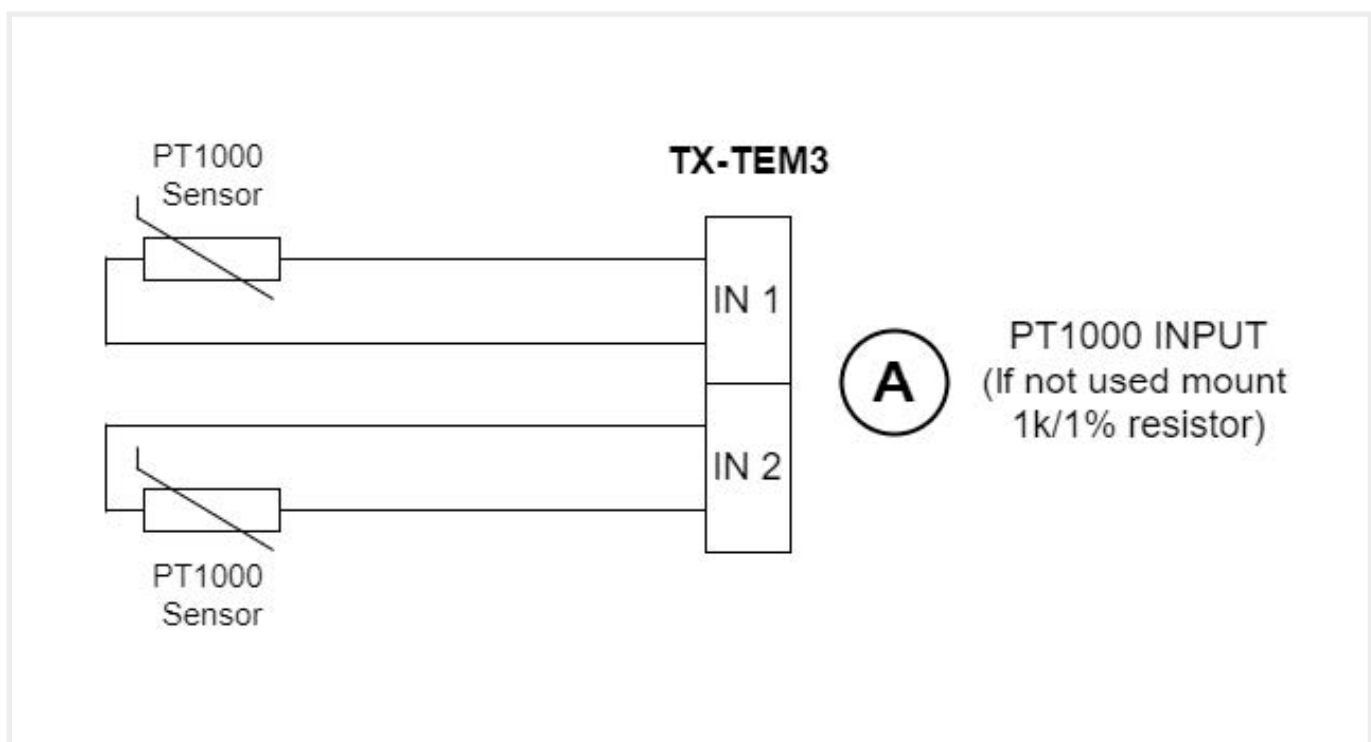 PT1000
Sensor
TX-TEM3
IN 1
IN 2
A
PT1000 INPUT
(If not used mount
1k/1% resistor)
PT1000
Sensor